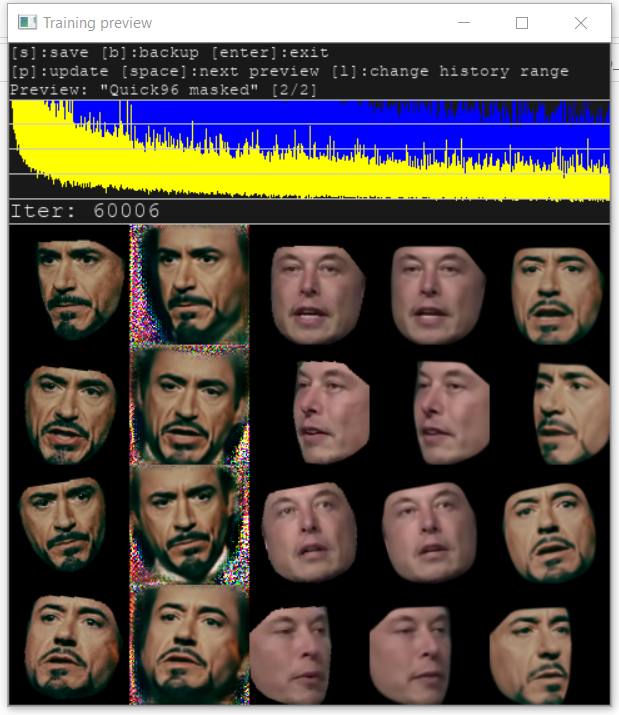 Training preview
[s]:save [b]:backup [enter]:exit
[p]:update [space]:next preview [l]:change history range
Preview: "Quick96 masked" [2/2]
Iter: 60006